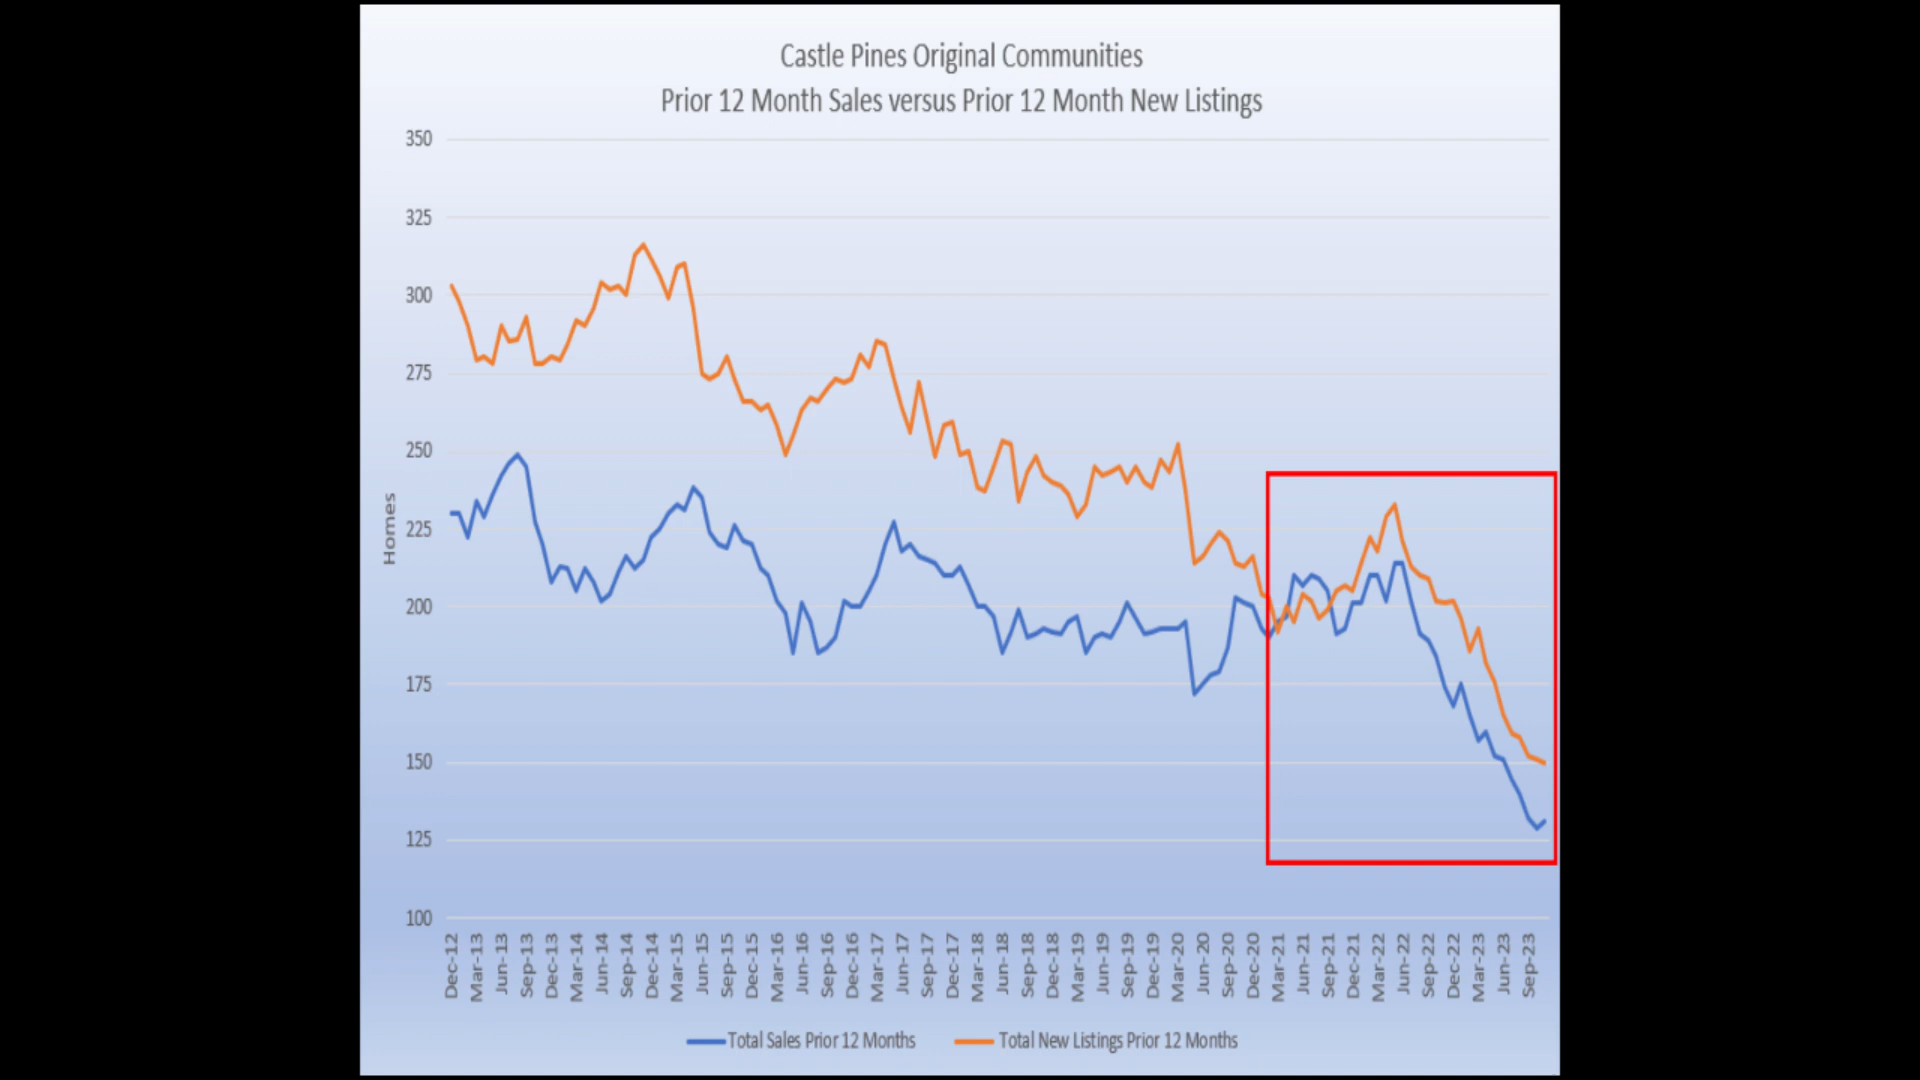 Castle Pines Original Communities
Prior 12 Month Sales versus Prior 12 Month New Listings
350
325
300
275
250
225
200
175
150
125
100
Homes
Dec-12
Mar-13
Jun-13
Sep-13
Dec-13
Mar-14
Jun-14
Sep-14
Dec-14
Mar-15
Jun-15
Sep-15
Dec-15
Mar-16
Jun-16
Sep-16
Dec-16
Mar-17
Jun-17
Sep-17
Dec-17
Mar-18
Jun-18
Sep-18
Dec-18
Mar-19
Jun-19
Sep-19
Dec-19
Mar-20
Jun-20
Sep-20
Dec-20
Mar-21
Jun-21
Sep-21
Dec-21
Mar-22
Jun-22
Sep-22
Dec-22
Mar-23
Jun-23
Sep-23
Total Sales Prior 12 Months
Total New Listings Prior 12 Months